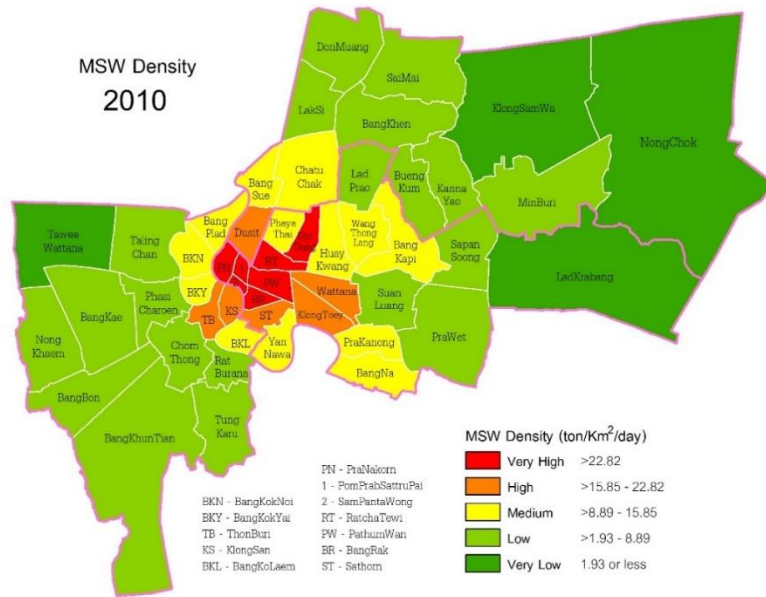 MSW Density
2010
DonMuang
SaiMai
LakSi
BangKhen
KlongSamWa
NongChok
Chatu
Chak
Bang
Sue
Lad
Prao
Bueng
Kum
Kanna
Yao
MinBuri
Tawee
Wattana
Taling
Chan
Bang
Plad
Dusit
Phaya
Thai
Din
Daeng
Wang
Thong
Lang
Huay
Kwang
Bang
Kapi
Sapan
Soong
LadKrabang
BKN
PN
1
RT
PW
BKY
BR
Wattana
Suan
Luang
Nong
Khaem
BangKae
Phasi
Charoen
TB
KS
ST
KlongToey
PraWet
Chom
Thong
BKL
Yan
Nawa
PraKanong
BangNa
Rat
Burana
BangBon
BangKhunTian
Tung
Karu
MSW Density (ton/Km²/day)
Very High >22.82
High >15.85 - 22.82
Medium >8.89 - 15.85
Low >1.93 - 8.89
Very Low 1.93 or less
BKN - BangKokNoi
BKY - BangKokYai
TB - ThonBuri
KS - KlongSan
BKL - BangKoLaem
PN - PraNakorn
1 - PomPrabSattruPai
2 - SamPantaWong
RT - RatchaTewi
PW - PathumWan
BR - BangRak
ST - Sathorn